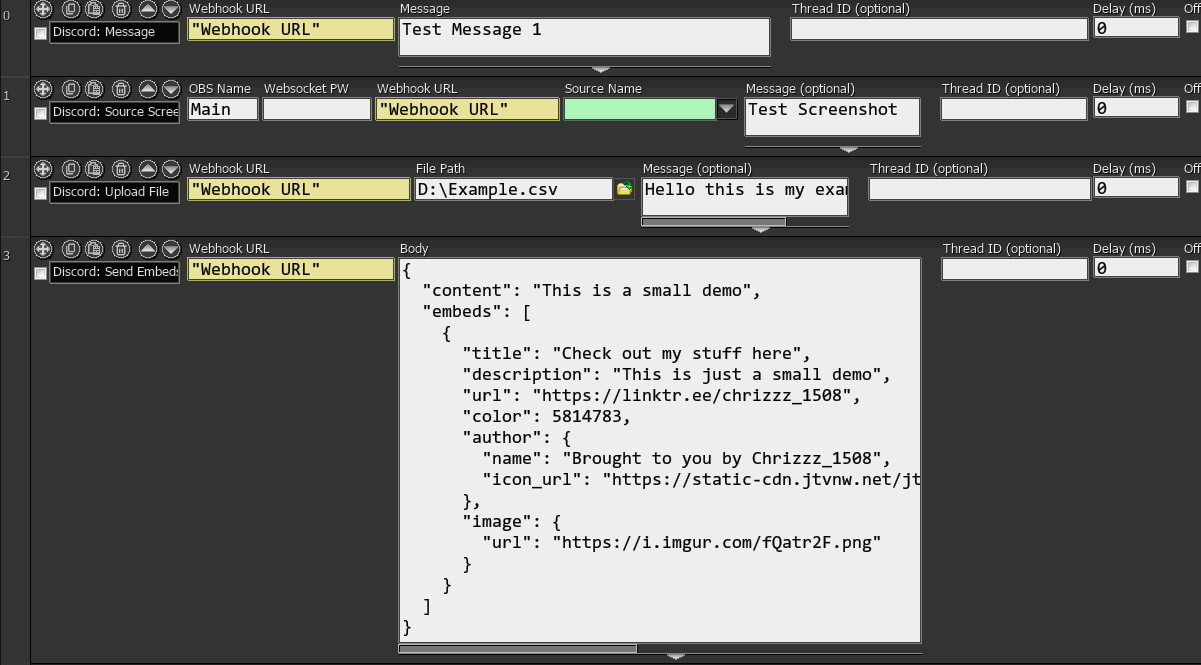 0
Webhook URL
Message
Thread ID (optional)
Delay (ms)
Off
Discord: Message
"Webhook URL"
Test Message 1
0
1
OBS Name
Websocket PW
Webhook URL
Source Name
Message (optional)
Thread ID (optional)
Delay (ms)
Off
Discord: Source Scree
Main
"Webhook URL"
Test Screenshot
0
2
Webhook URL
File Path
Message (optional)
Thread ID (optional)
Delay (ms)
Off
Discord: Upload File
"Webhook URL"
D:\Example.csv
Hello this is my exam
0
3
Webhook URL
Body
Thread ID (optional)
Delay (ms)
Off
Discord: Send Embeds
"Webhook URL"
0
{
"content": "This is a small demo",
"embeds": [
{
"title": "Check out my stuff here",
"description": "This is just a small demo",
"url": "https://linktr.ee/chrizzz_1508",
"color": 5814783,
"author": {
"name": "Brought to you by Chrizzz_1508",
"icon_url": "https://static-cdn.jtvnw.net/jt
},
"image": {
"url": "https://i.imgur.com/fQatr2F.png"
}
}
]
}